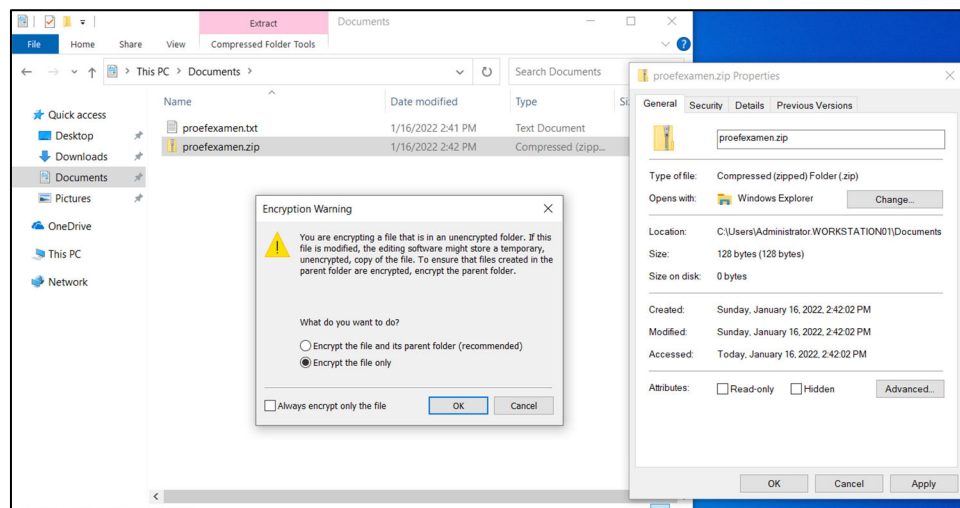 Extract
Documents
File
Home
Share
View
Compressed Folder Tools
?
This PC > Documents >
Search Documents
Quick access
Desktop
Downloads
Documents
Pictures
OneDrive
This PC
Network
Name
Date modified
Type
proefexamen.txt
1/16/2022 2:41 PM
Text Document
proefexamen.zip
1/16/2022 2:42 PM
Compressed (zipp...
Encryption Warning
You are encrypting a file that is in an unencrypted folder. If this
file is modified, the editing software might store a temporary,
unencrypted, copy of the file. To ensure that files created in the
parent folder are encrypted, encrypt the parent folder.
What do you want to do?
Encrypt the file and its parent folder (recommended)
Encrypt the file only
Always encrypt only the file
OK
Cancel
proefexamen.zip Properties
General
Security
Details
Previous Versions
proefexamen.zip
Type of file:
Compressed (zipped) Folder (.zip)
Opens with:
Windows Explorer
Change...
Location:
C:\Users\Administrator.WORKSTATION01\Documents
Size:
128 bytes (128 bytes)
Size on disk:
0 bytes
Created:
Sunday, January 16, 2022, 2:42:02 PM
Modified:
Sunday, January 16, 2022, 2:42:02 PM
Accessed:
Today, January 16, 2022, 2:42:02 PM
Attributes:
Read-only
Hidden
Advanced...
OK
Cancel
Apply